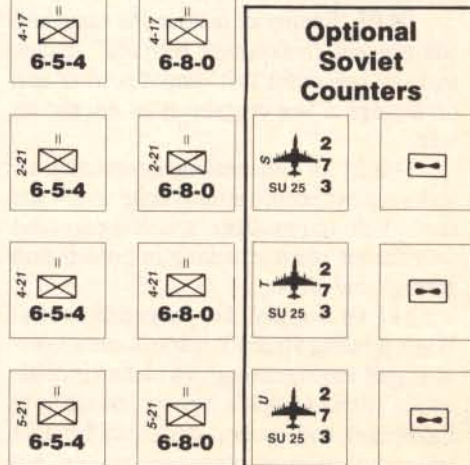 4-17
II
6-5-4
4-17
II
6-8-0
2-21
II
6-5-4
2-21
II
6-8-0
4-21
II
6-5-4
4-21
II
6-8-0
5-21
II
6-5-4
5-21
II
6-8-0
Optional
Soviet
Counters
S
2
7
SU 25 3
T
2
7
SU 25 3
U
2
7
SU 25 3